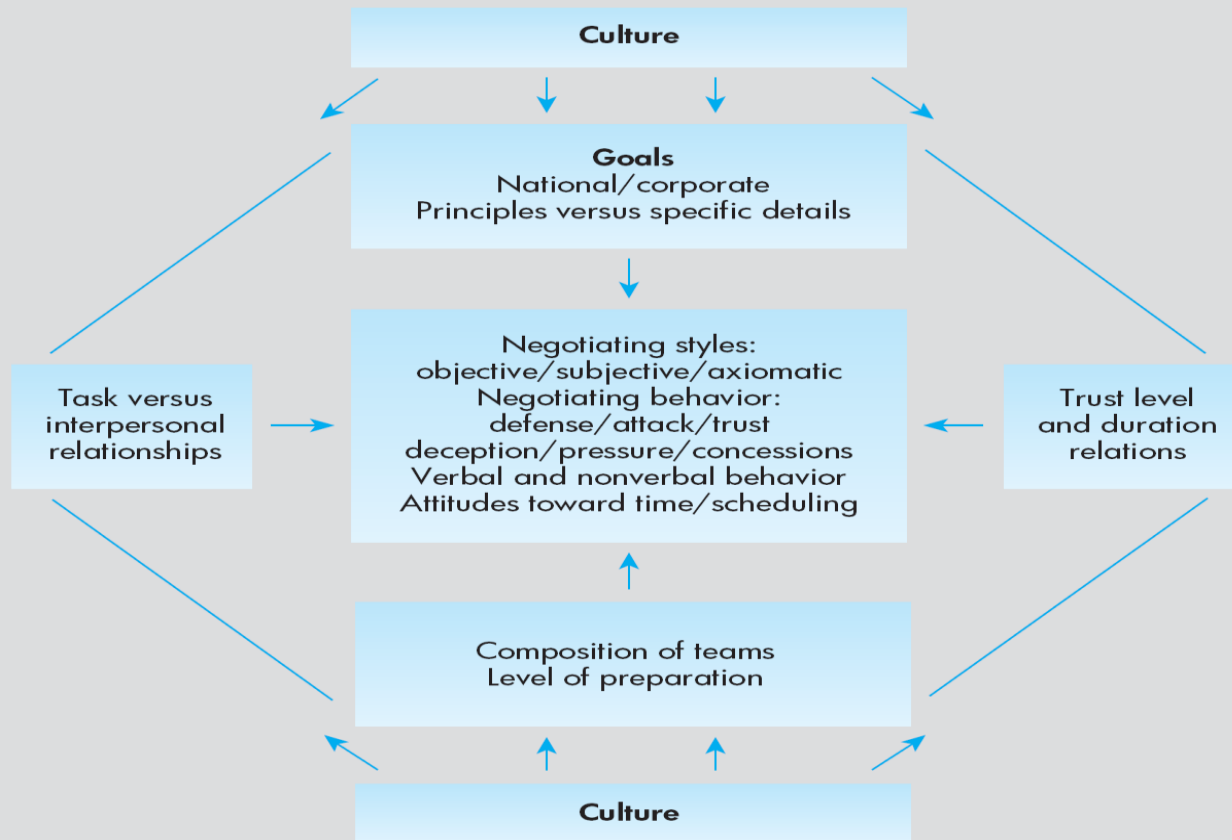 Culture
Goals
National/corporate
Principles versus specific details
Negotiating styles:
objective/subjective/axiomatic
Negotiating behavior:
defense/attack/trust
deception/pressure/concessions
Verbal and nonverbal behavior
Attitudes toward time/scheduling
Task versus
interpersonal
relationships
Trust level
and duration
relations
Composition of teams
Level of preparation
Culture